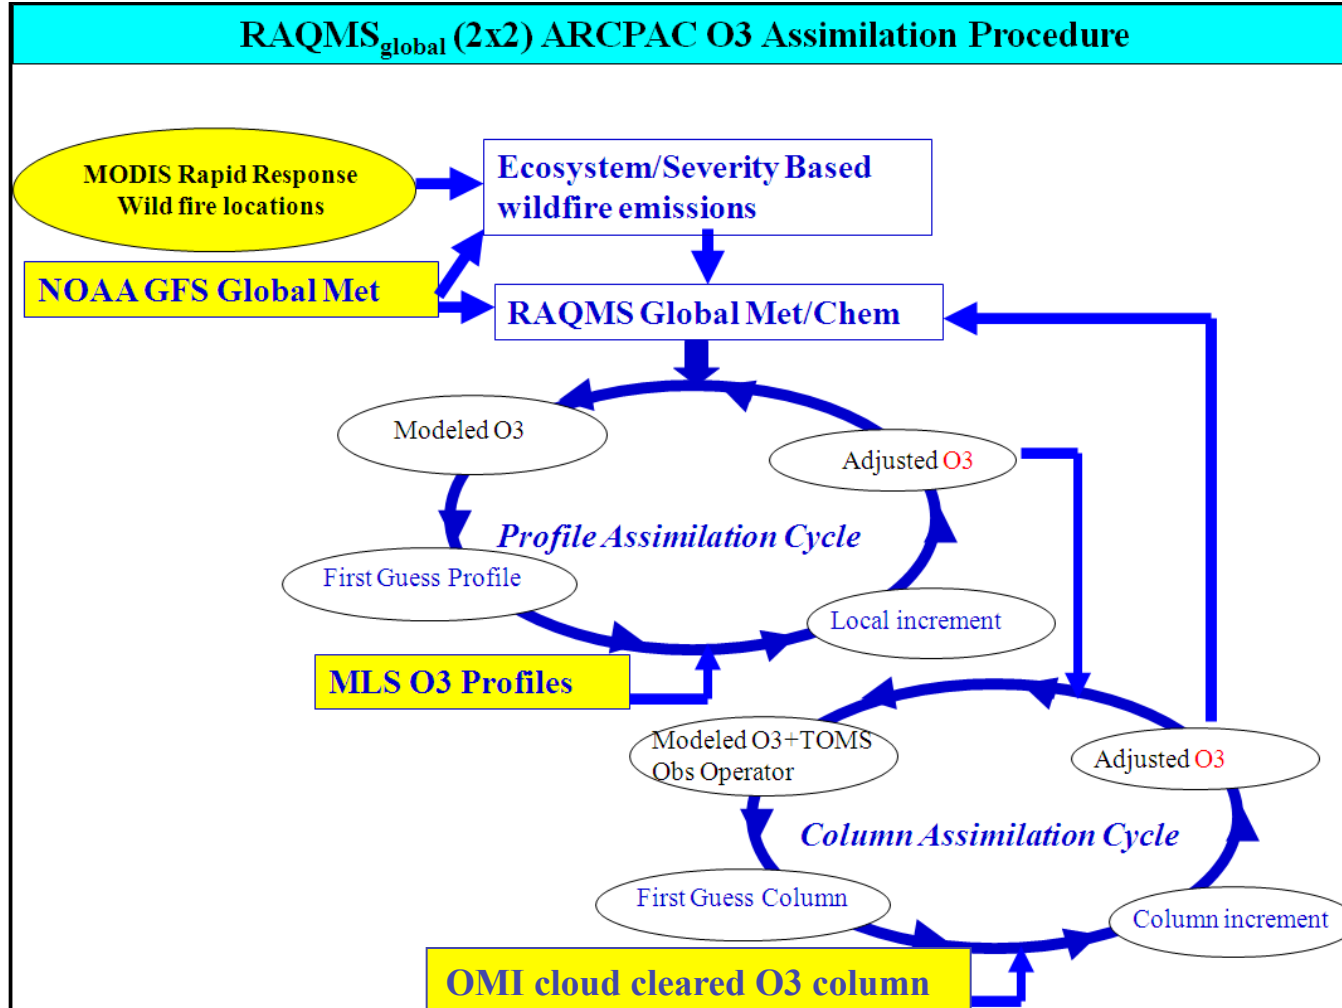 RAQMSglobal (2x2) ARCPAC O3 Assimilation Procedure
MODIS Rapid Response
Wild fire locations
Ecosystem/Severity Based
wildfire emissions
NOAA GFS Global Met
RAQMS Global Met/Chem
Modeled O3
Adjusted O3
Profile Assimilation Cycle
First Guess Profile
Local increment
MLS O3 Profiles
Modeled O3+TOMS
Obs Operator
Adjusted O3
Column Assimilation Cycle
First Guess Column
Column increment
OMI cloud cleared O3 column